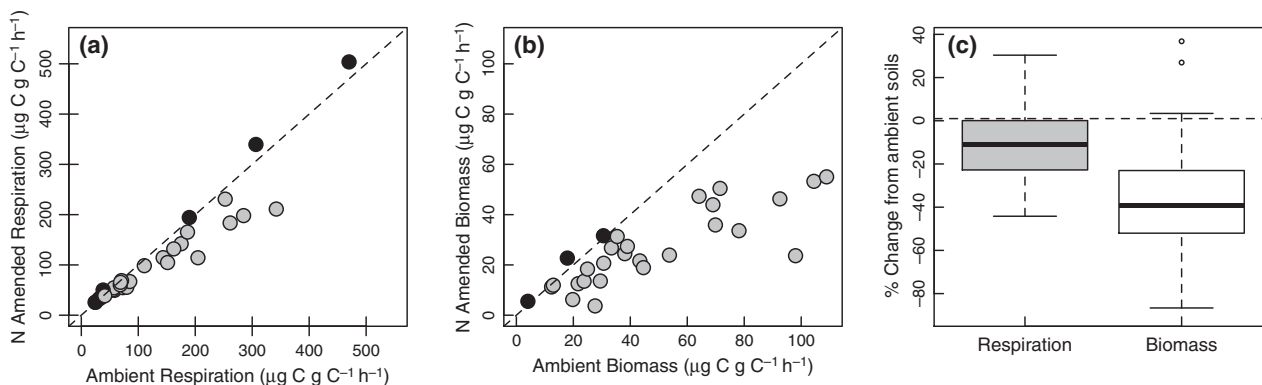 (a)
N Amended Respiration (µg C g C⁻¹ h⁻¹)
500
400
300
200
100
0
0 100 200 300 400 500
Ambient Respiration (µg C g C⁻¹ h⁻¹)
(b)
N Amended Biomass (µg C g C⁻¹ h⁻¹)
100
80
60
40
20
0
0 20 40 60 80 100
Ambient Biomass (µg C g C⁻¹ h⁻¹)
(c)
% Change from ambient soils
40
20
0
−20
−40
−60
−80
Respiration Biomass